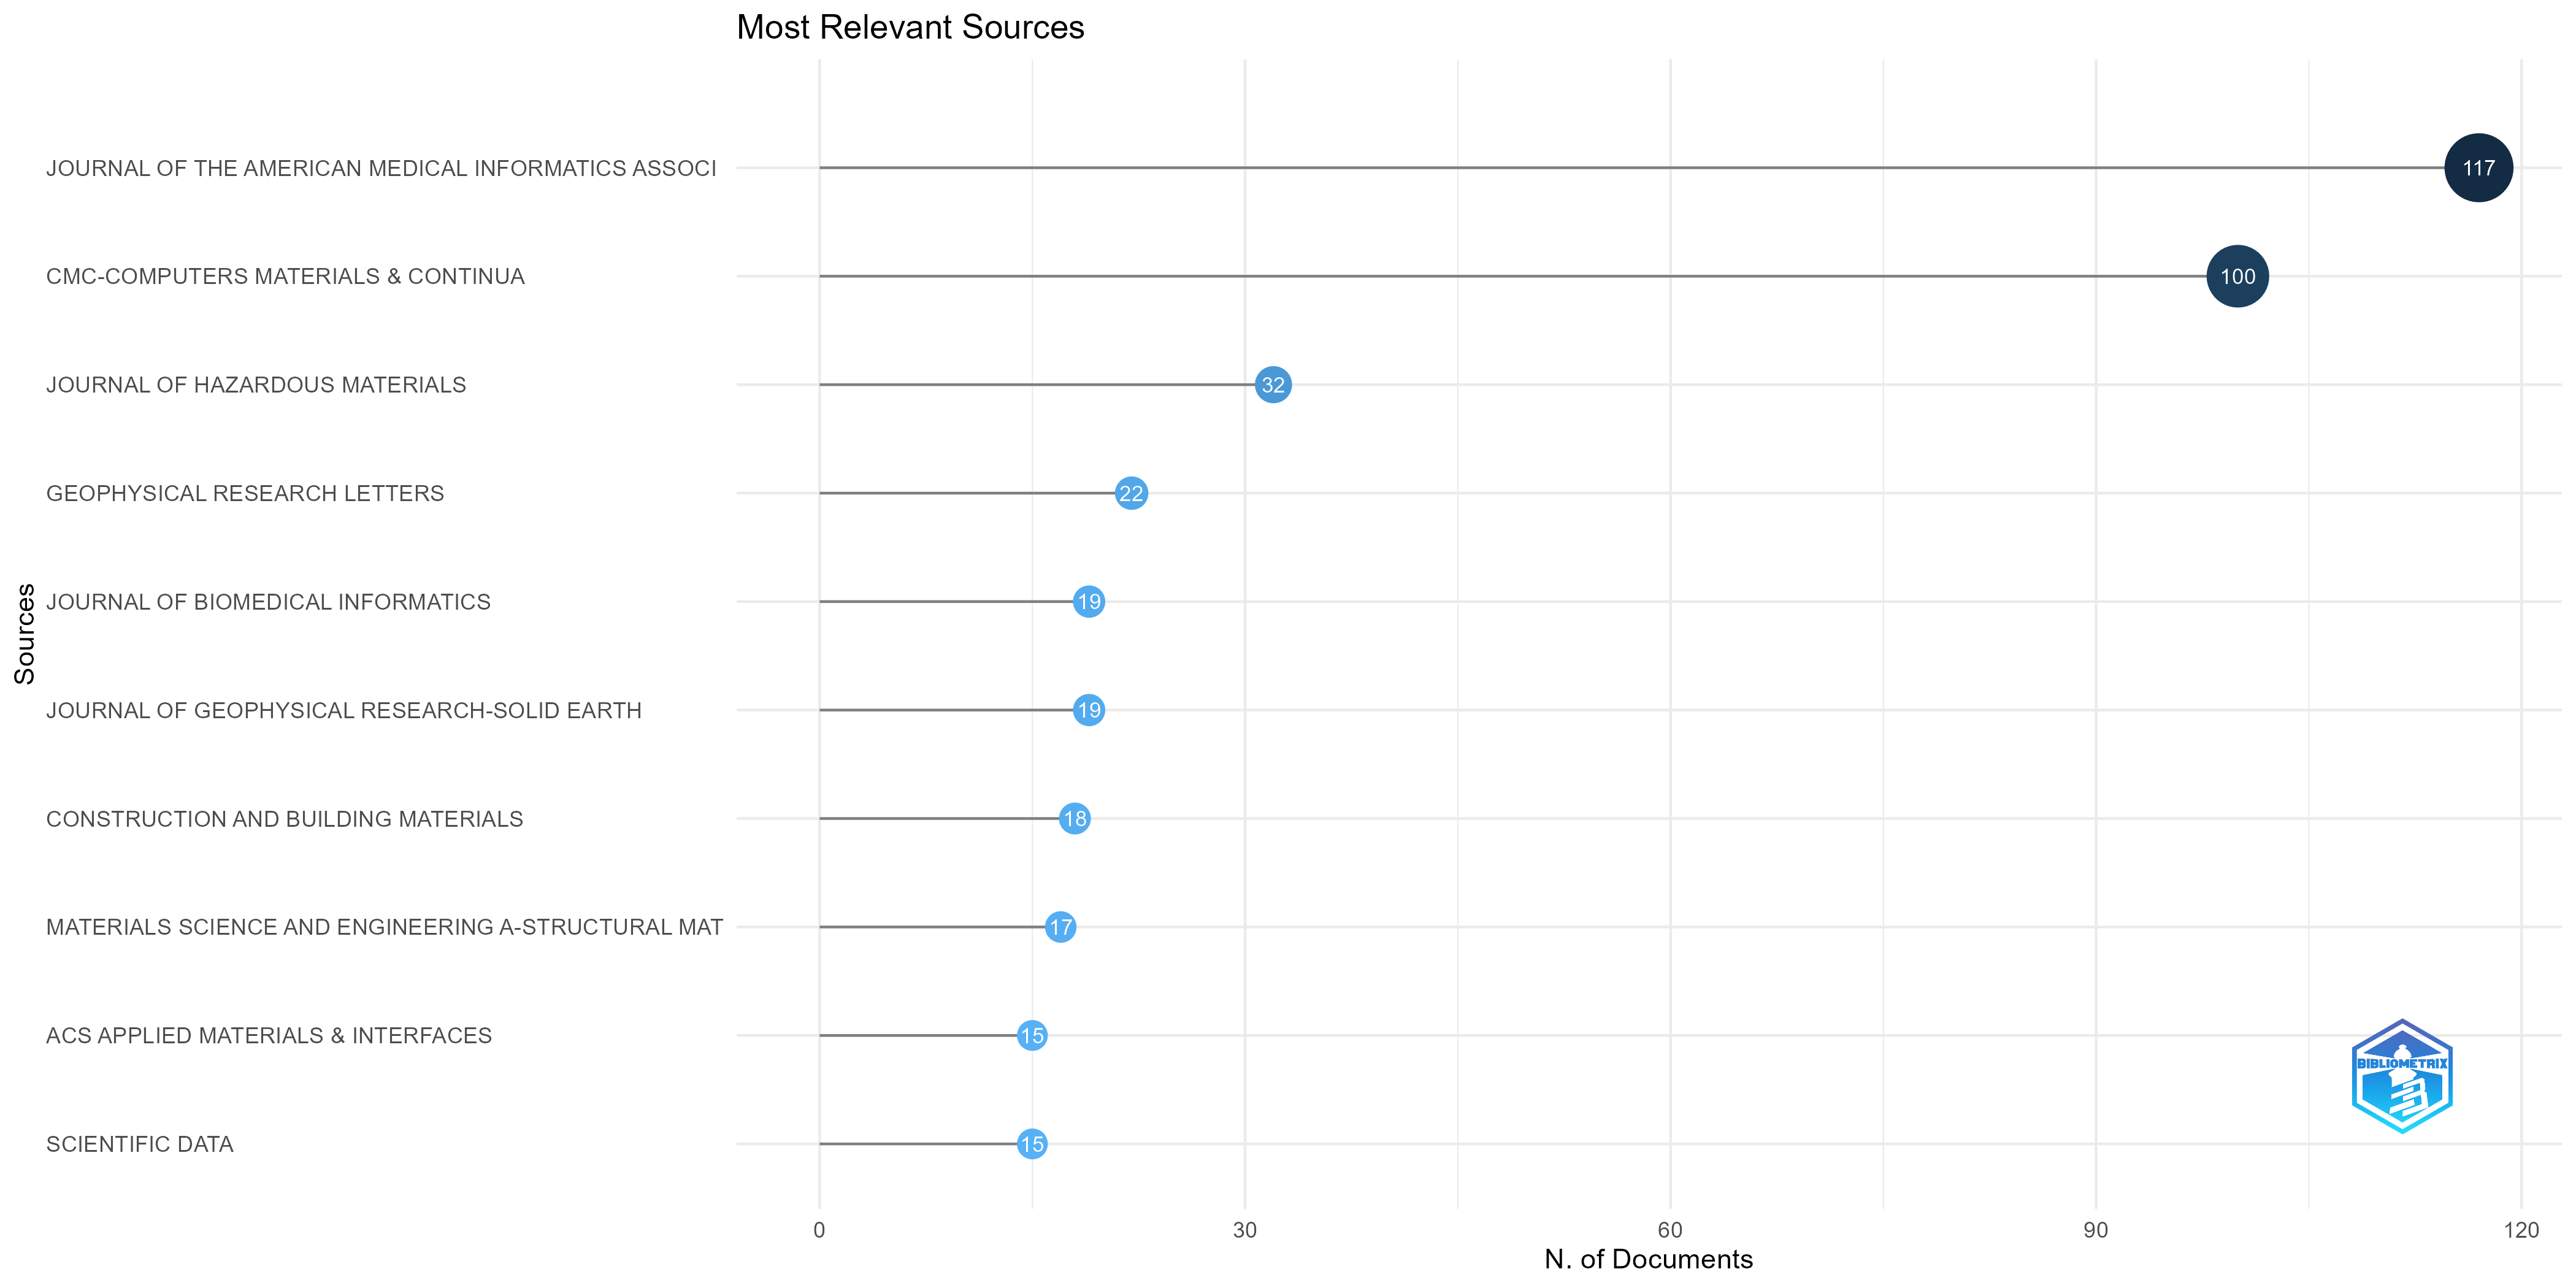 Most Relevant Sources
JOURNAL OF THE AMERICAN MEDICAL INFORMATICS ASSOCI
117
CMC-COMPUTERS MATERIALS & CONTINUA
100
JOURNAL OF HAZARDOUS MATERIALS
32
GEOPHYSICAL RESEARCH LETTERS
22
JOURNAL OF BIOMEDICAL INFORMATICS
19
JOURNAL OF GEOPHYSICAL RESEARCH-SOLID EARTH
19
CONSTRUCTION AND BUILDING MATERIALS
18
MATERIALS SCIENCE AND ENGINEERING A-STRUCTURAL MAT
17
ACS APPLIED MATERIALS & INTERFACES
15
SCIENTIFIC DATA
15
Sources
BIBLIOMETRIX
0 30 60 90 120
N. of Documents